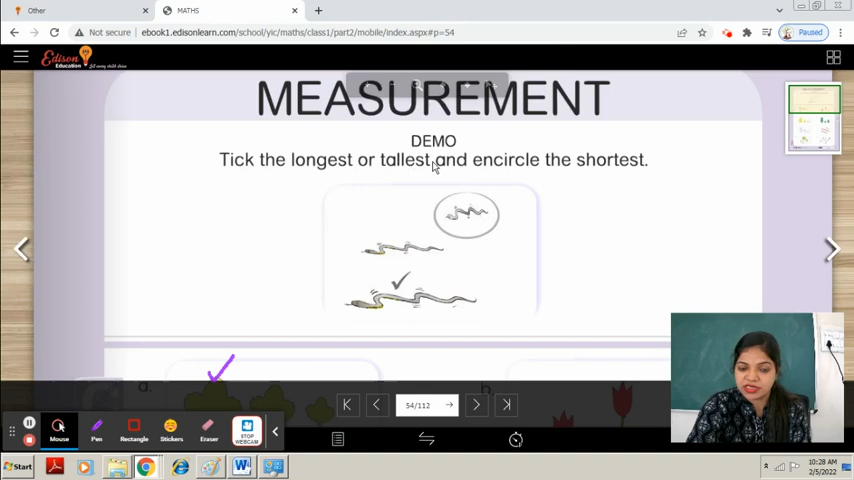 Other
MATHS
Not secure
ebook1.edisonlearn.com/school/yic/maths/class1/part2/mobile/index.aspx#p=54
Paused
Edison
Education
MEASUREMENT
DEMO
Tick the longest or tallest and encircle the shortest.
a.
b.
54/112
Mouse
Pen
Rectangle
Stickers
Eraser
STOP
WEBCAM
Start
10:28 AM
2/5/2022